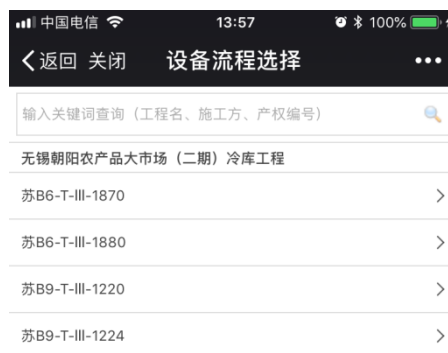 中国电信 13:57 100%
返回 关闭 设备流程选择
输入关键词查询（工程名、施工方、产权编号）
无锡朝阳农产品大市场（二期）冷库工程
苏B6-T-III-1870
苏B6-T-III-1880
苏B9-T-III-1220
苏B9-T-III-1224